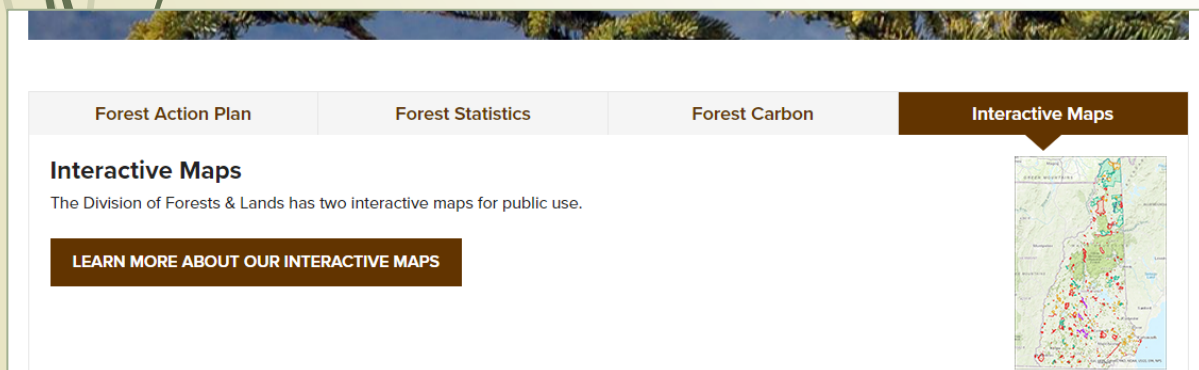 Forest Action Plan
Forest Statistics
Forest Carbon
Interactive Maps
Interactive Maps
The Division of Forests & Lands has two interactive maps for public use.
LEARN MORE ABOUT OUR INTERACTIVE MAPS